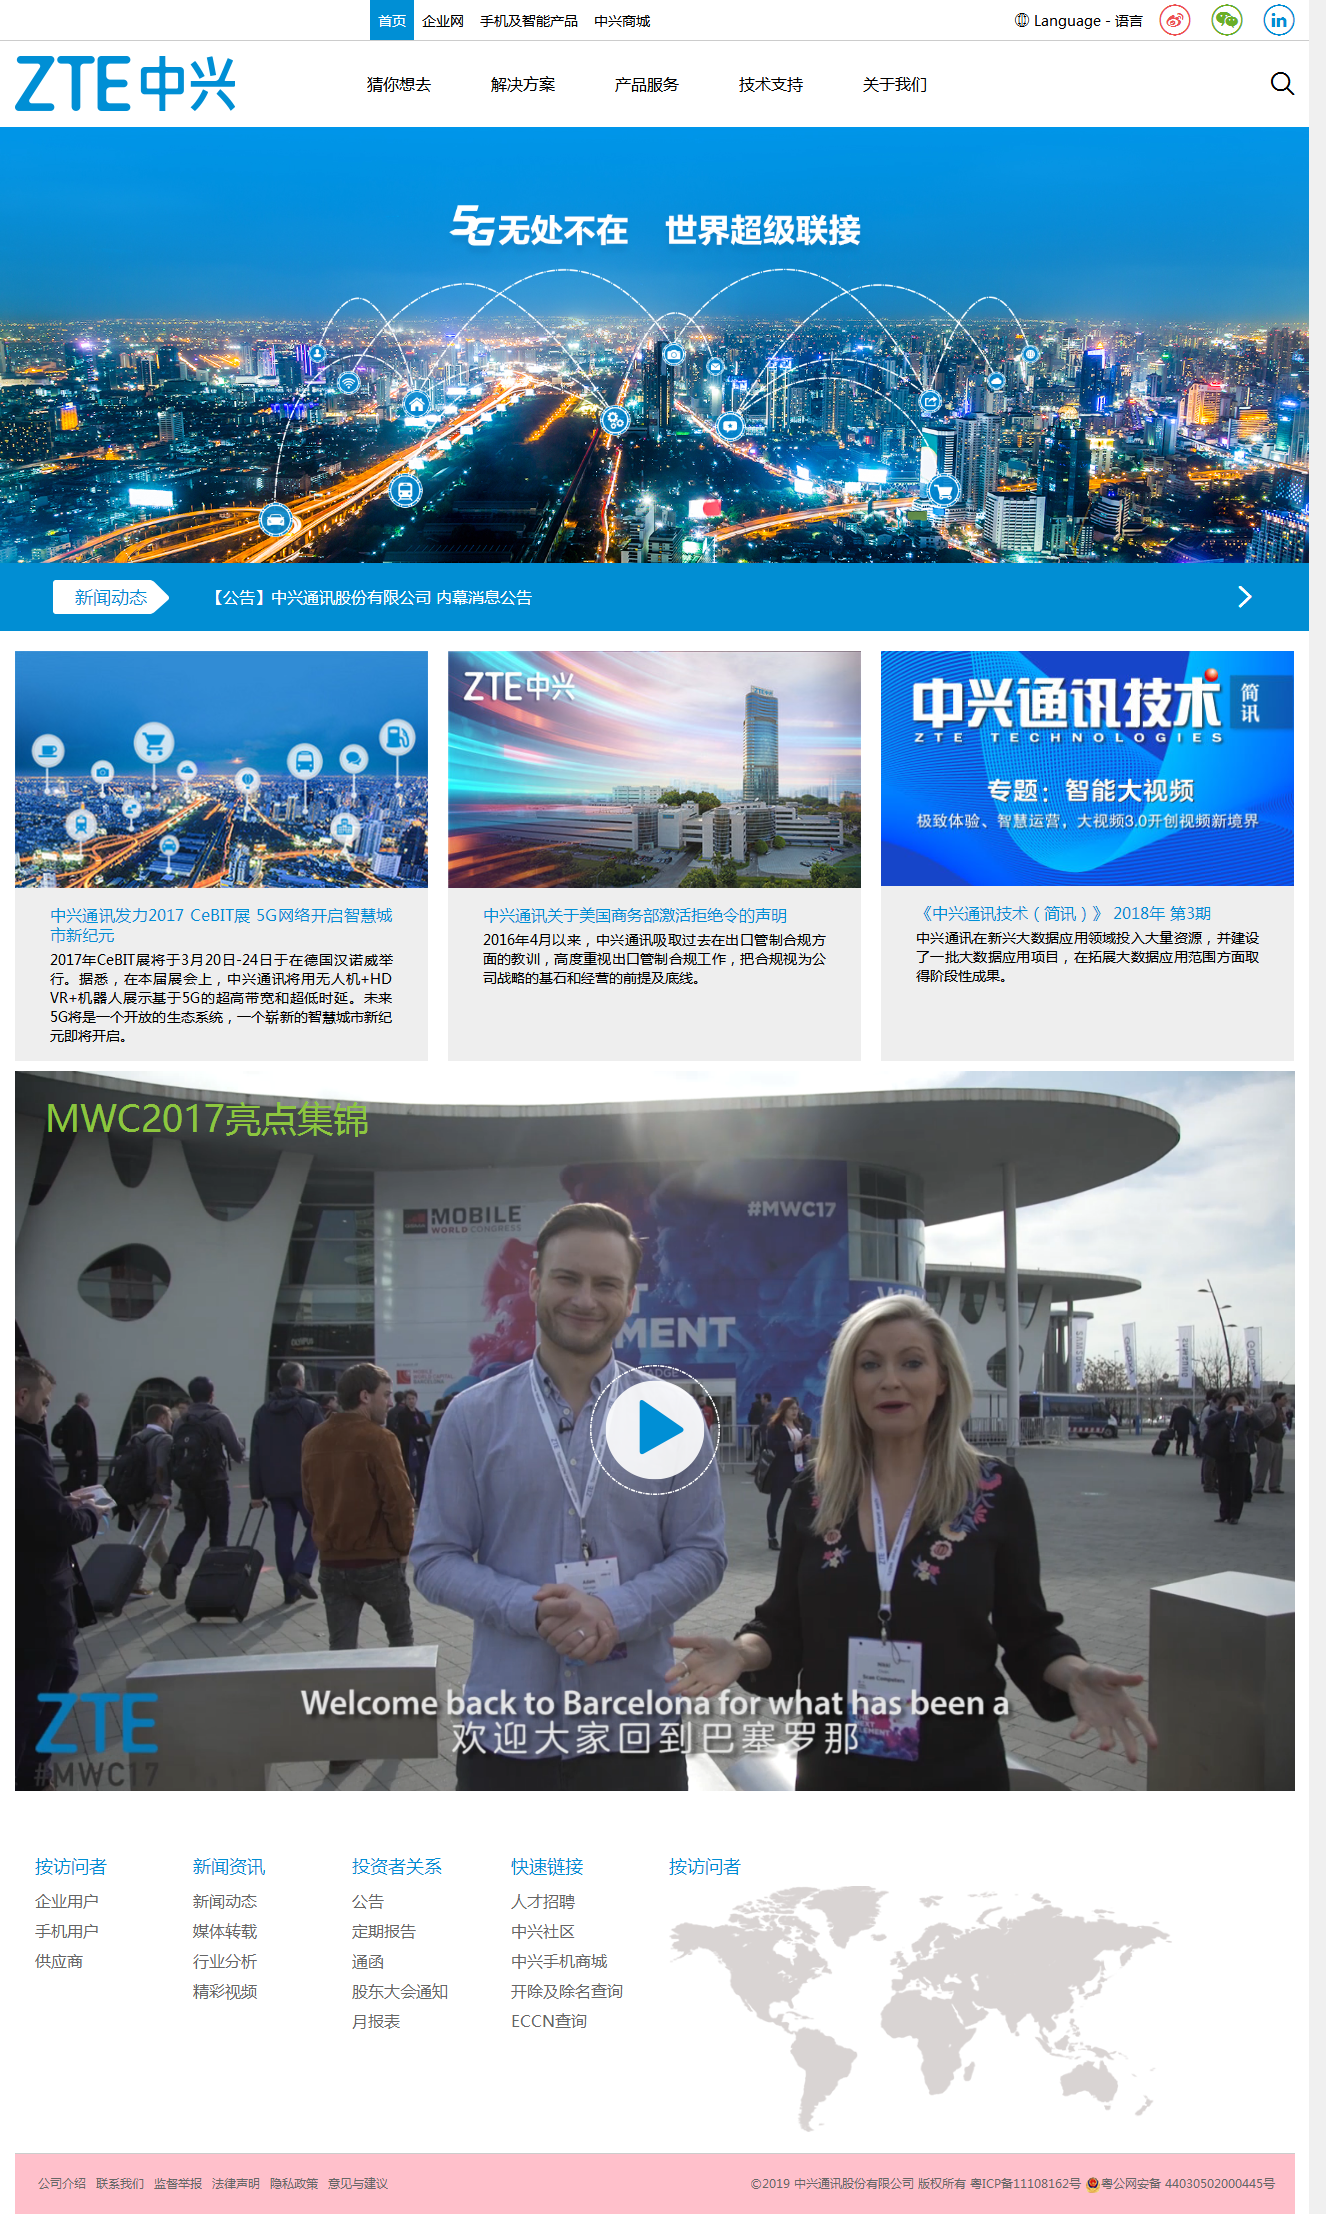 首页 企业网 手机及智能产品 中兴商城 Language - 语言
ZTE中兴 猜你想去 解决方案 产品服务 技术支持 关于我们
5G无处不在 世界超级联接
新闻动态 【公告】中兴通讯股份有限公司 内幕消息公告
中兴通讯发力2017 CeBIT展 5G网络开启智慧城
市新纪元
2017年CeBIT展将于3月20日-24日于在德国汉诺威举
行。据悉，在本届展会上，中兴通讯将用无人机+HD
VR+机器人展示基于5G的超高带宽和超低时延。未来
5G将是一个开放的生态系统，一个崭新的智慧城市新纪
元即将开启。
ZTE中兴
中兴通讯关于美国商务部激活拒绝令的声明
2016年4月以来，中兴通讯吸取过去在出口管制合规方
面的教训，高度重视出口管制合规工作，把合规视为公
司战略的基石和经营的前提及底线。
中兴通讯技术 简讯
ZTE TECHNOLOGIES
专题：智能大视频
极致体验、智慧运营，大视频3.0开创视频新境界
《中兴通讯技术（简讯）》 2018年 第3期
中兴通讯在新兴大数据应用领域投入大量资源，并建设
了一批大数据应用项目，在拓展大数据应用范围方面取
得阶段性成果。
MWC2017亮点集锦
MOBILE
WORLD CONGRESS
#MWC17
MENT
Welcome back to Barcelona for what has been a
欢迎大家回到巴塞罗那
ZTE
#MWC17
按访问者 新闻资讯 投资者关系 快速链接 按访问者
企业用户 新闻动态 公告 人才招聘
手机用户 媒体转载 定期报告 中兴社区
供应商 行业分析 通函 中兴手机商城
精彩视频 股东大会通知 开除及除名查询
月报表 ECCN查询
公司介绍 联系我们 监督举报 法律声明 隐私政策 意见与建议 ©2019 中兴通讯股份有限公司 版权所有 粤ICP备11108162号 粤公网安备 44030502000445号